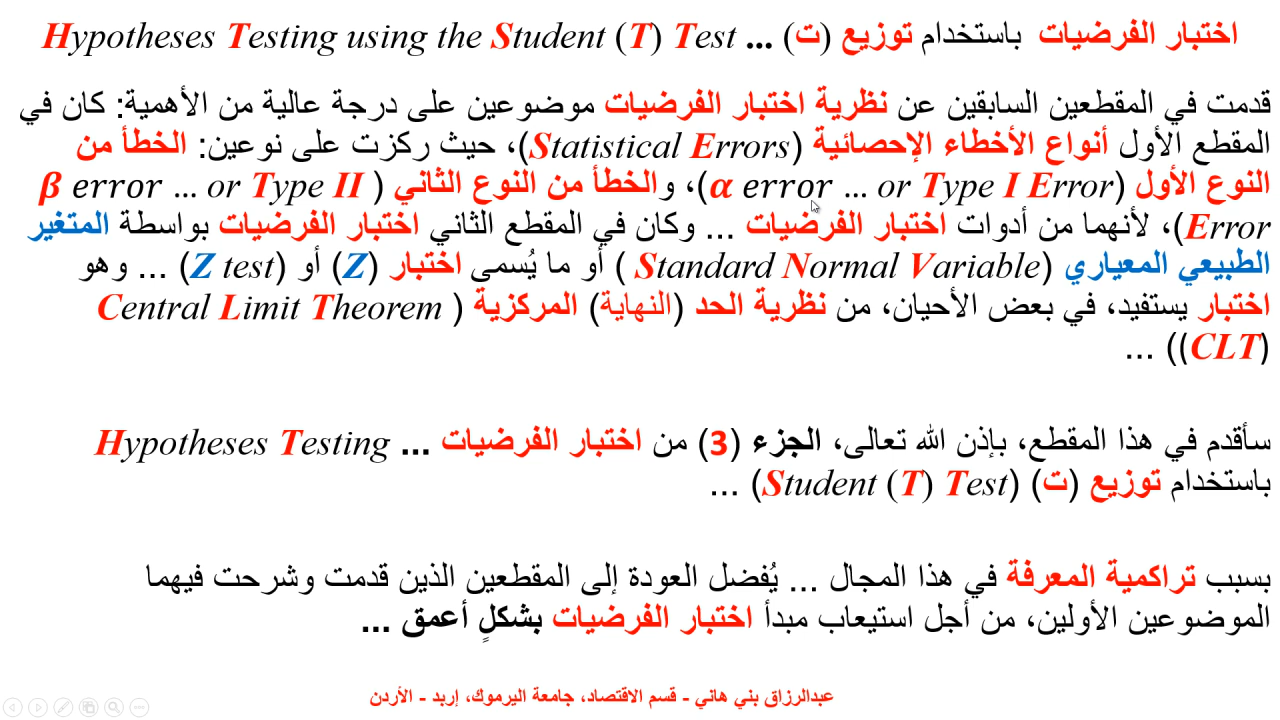 اختبار الفرضيات باستخدام توزيع (ت) ... Hypotheses Testing using the Student (T) Test
قدمت في المقطعين السابقين عن نظرية اختبار الفرضيات موضوعين على درجة عالية من الأهمية: كان في
المقطع الأول أنواع الأخطاء الإحصائية (Statistical Errors)، حيث ركزت على نوعين: الخطأ من
النوع الأول (α error ... or Type I Error)، والخطأ من النوع الثاني (β error ... or Type II
Error)، لأنهما من أدوات اختبار الفرضيات ... وكان في المقطع الثاني اختبار الفرضيات بواسطة المتغير
الطبيعي المعياري (Standard Normal Variable) أو ما يُسمى اختبار (Z) أو (Z test) ... وهو
اختبار يستفيد، في بعض الأحيان، من نظرية الحد (النهاية) المركزية (Central Limit Theorem
(CLT)) ...
سأقدم في هذا المقطع، بإذن الله تعالى، الجزء (3) من اختبار الفرضيات ... Hypotheses Testing
باستخدام توزيع (ت) (Student (T) Test) ...
بسبب تراكمية المعرفة في هذا المجال ... يُفضل العودة إلى المقطعين الذين قدمت وشرحت فيهما
الموضوعين الأولين، من أجل استيعاب مبدأ اختبار الفرضيات بشكلٍ أعمق ...
عبدالرزاق بني هاني - قسم الاقتصاد، جامعة اليرموك، إربد - الأردن